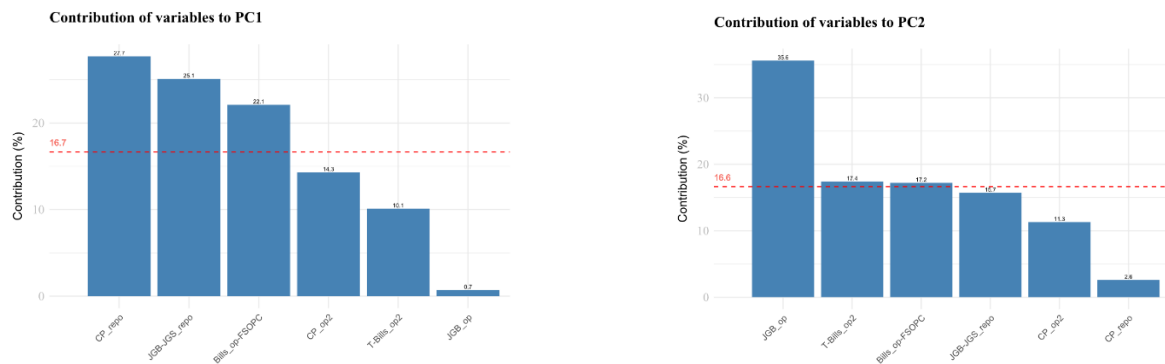 Contribution of variables to PC1
Contribution (%)
20
10
0
16.7
27.7
25.1
22.1
14.3
10.1
0.7
CP_repo
JGB-JGS_repo
Bills_op-FSOPC
CP_op2
T-Bills_op2
JGB_op
Contribution of variables to PC2
Contribution (%)
30
20
10
0
16.6
35.6
17.4
17.2
15.7
11.3
2.6
JGB_op
T-Bills_op2
Bills_op-FSOPC
JGB-JGS_repo
CP_op2
CP_repo